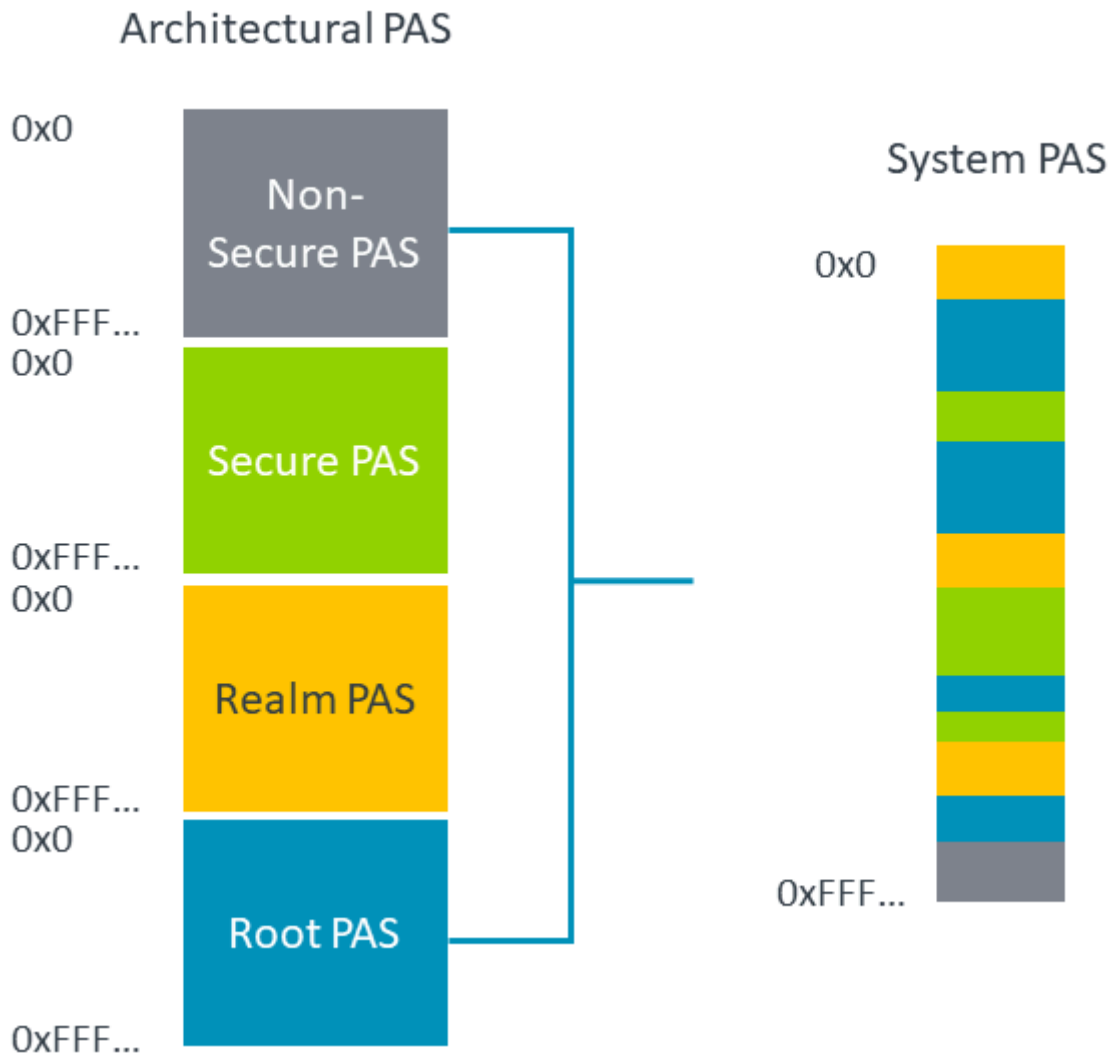 Architectural PAS
0x0
Non-
Secure PAS
0xFFF...
0x0
Secure PAS
0xFFF...
0x0
Realm PAS
0xFFF...
0x0
Root PAS
0xFFF...
System PAS
0x0
0xFFF...